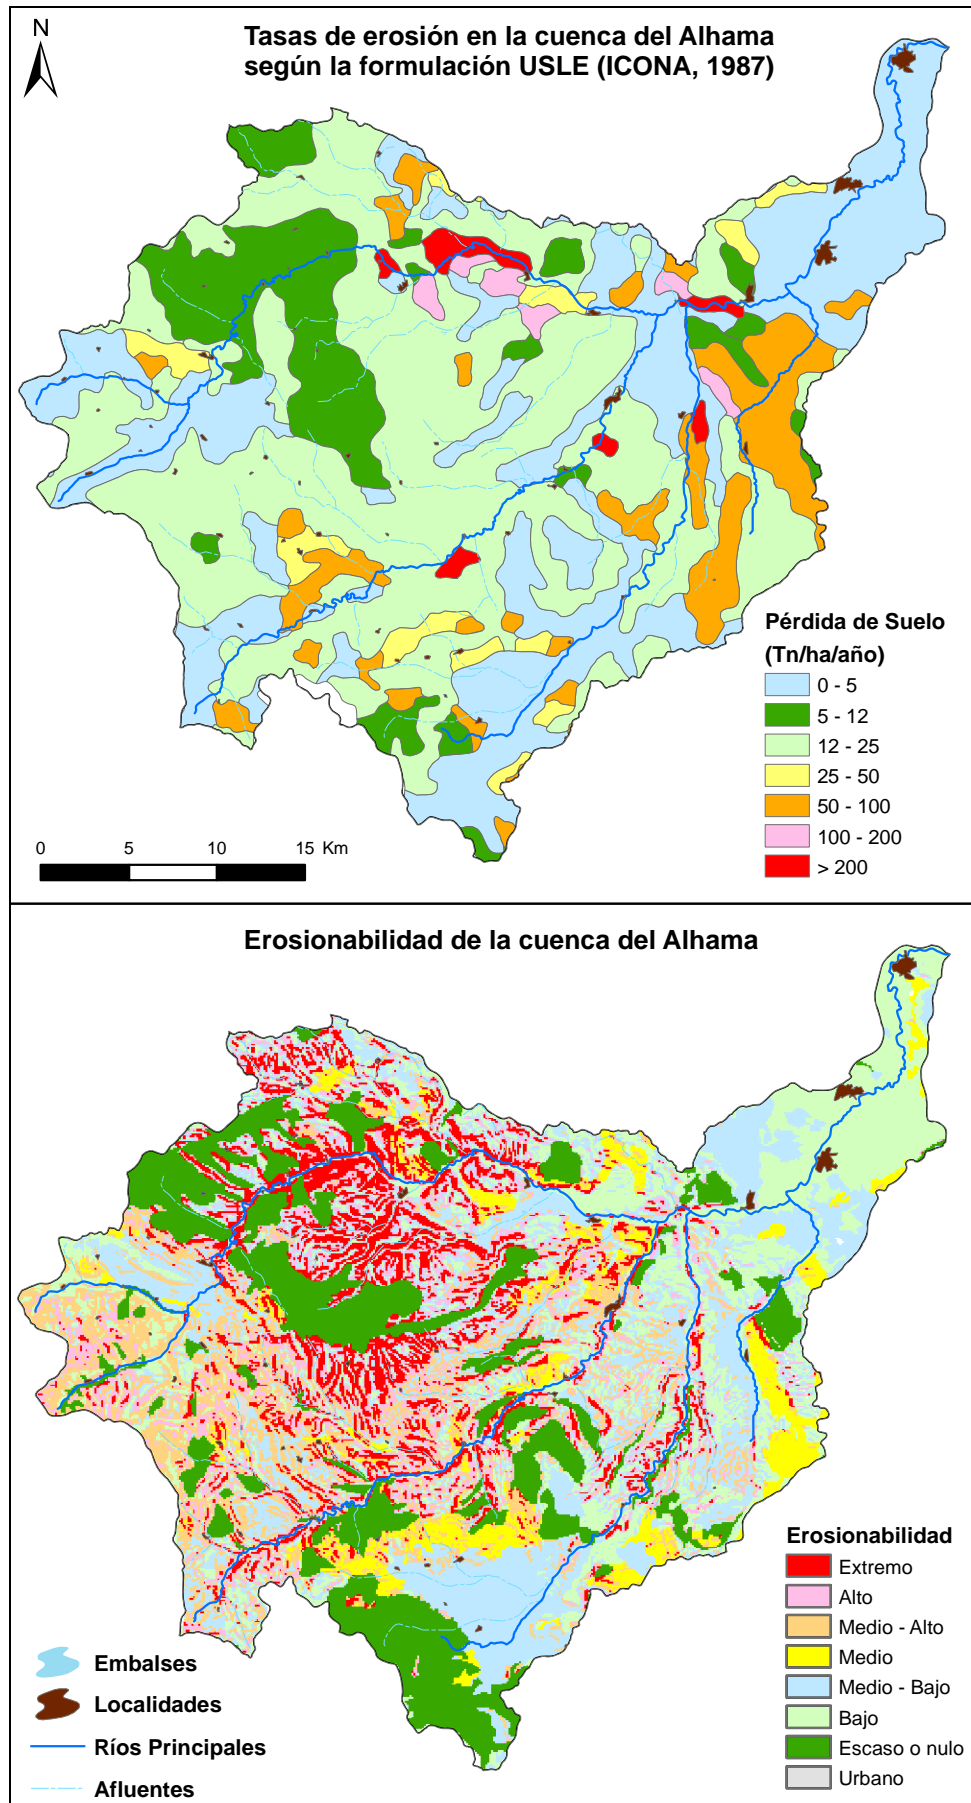 N
Tasas de erosión en la cuenca del Alhama
según la formulación USLE (ICONA, 1987)
Pérdida de Suelo
(Tn/ha/año)
0 - 5
5 - 12
12 - 25
25 - 50
50 - 100
100 - 200
> 200
0 5 10 15 Km
Erosionabilidad de la cuenca del Alhama
Erosionabilidad
Extremo
Alto
Medio - Alto
Medio
Medio - Bajo
Bajo
Escaso o nulo
Urbano
Embalses
Localidades
Ríos Principales
Afluentes